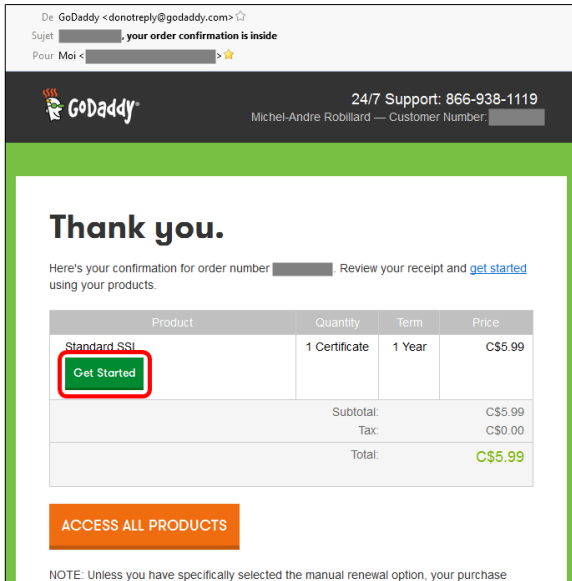 De GoDaddy <donotreply@godaddy.com>
Sujet , your order confirmation is inside
Pour Moi < >
GoDaddy
24/7 Support: 866-938-1119
Michel-Andre Robillard — Customer Number:
Thank you.
Here's your confirmation for order number . Review your receipt and get started
using your products.
Product Quantity Term Price
Standard SSL 1 Certificate 1 Year C$5.99
Get Started
Subtotal: C$5.99
Tax: C$0.00
Total: C$5.99
ACCESS ALL PRODUCTS
NOTE: Unless you have specifically selected the manual renewal option, your purchase